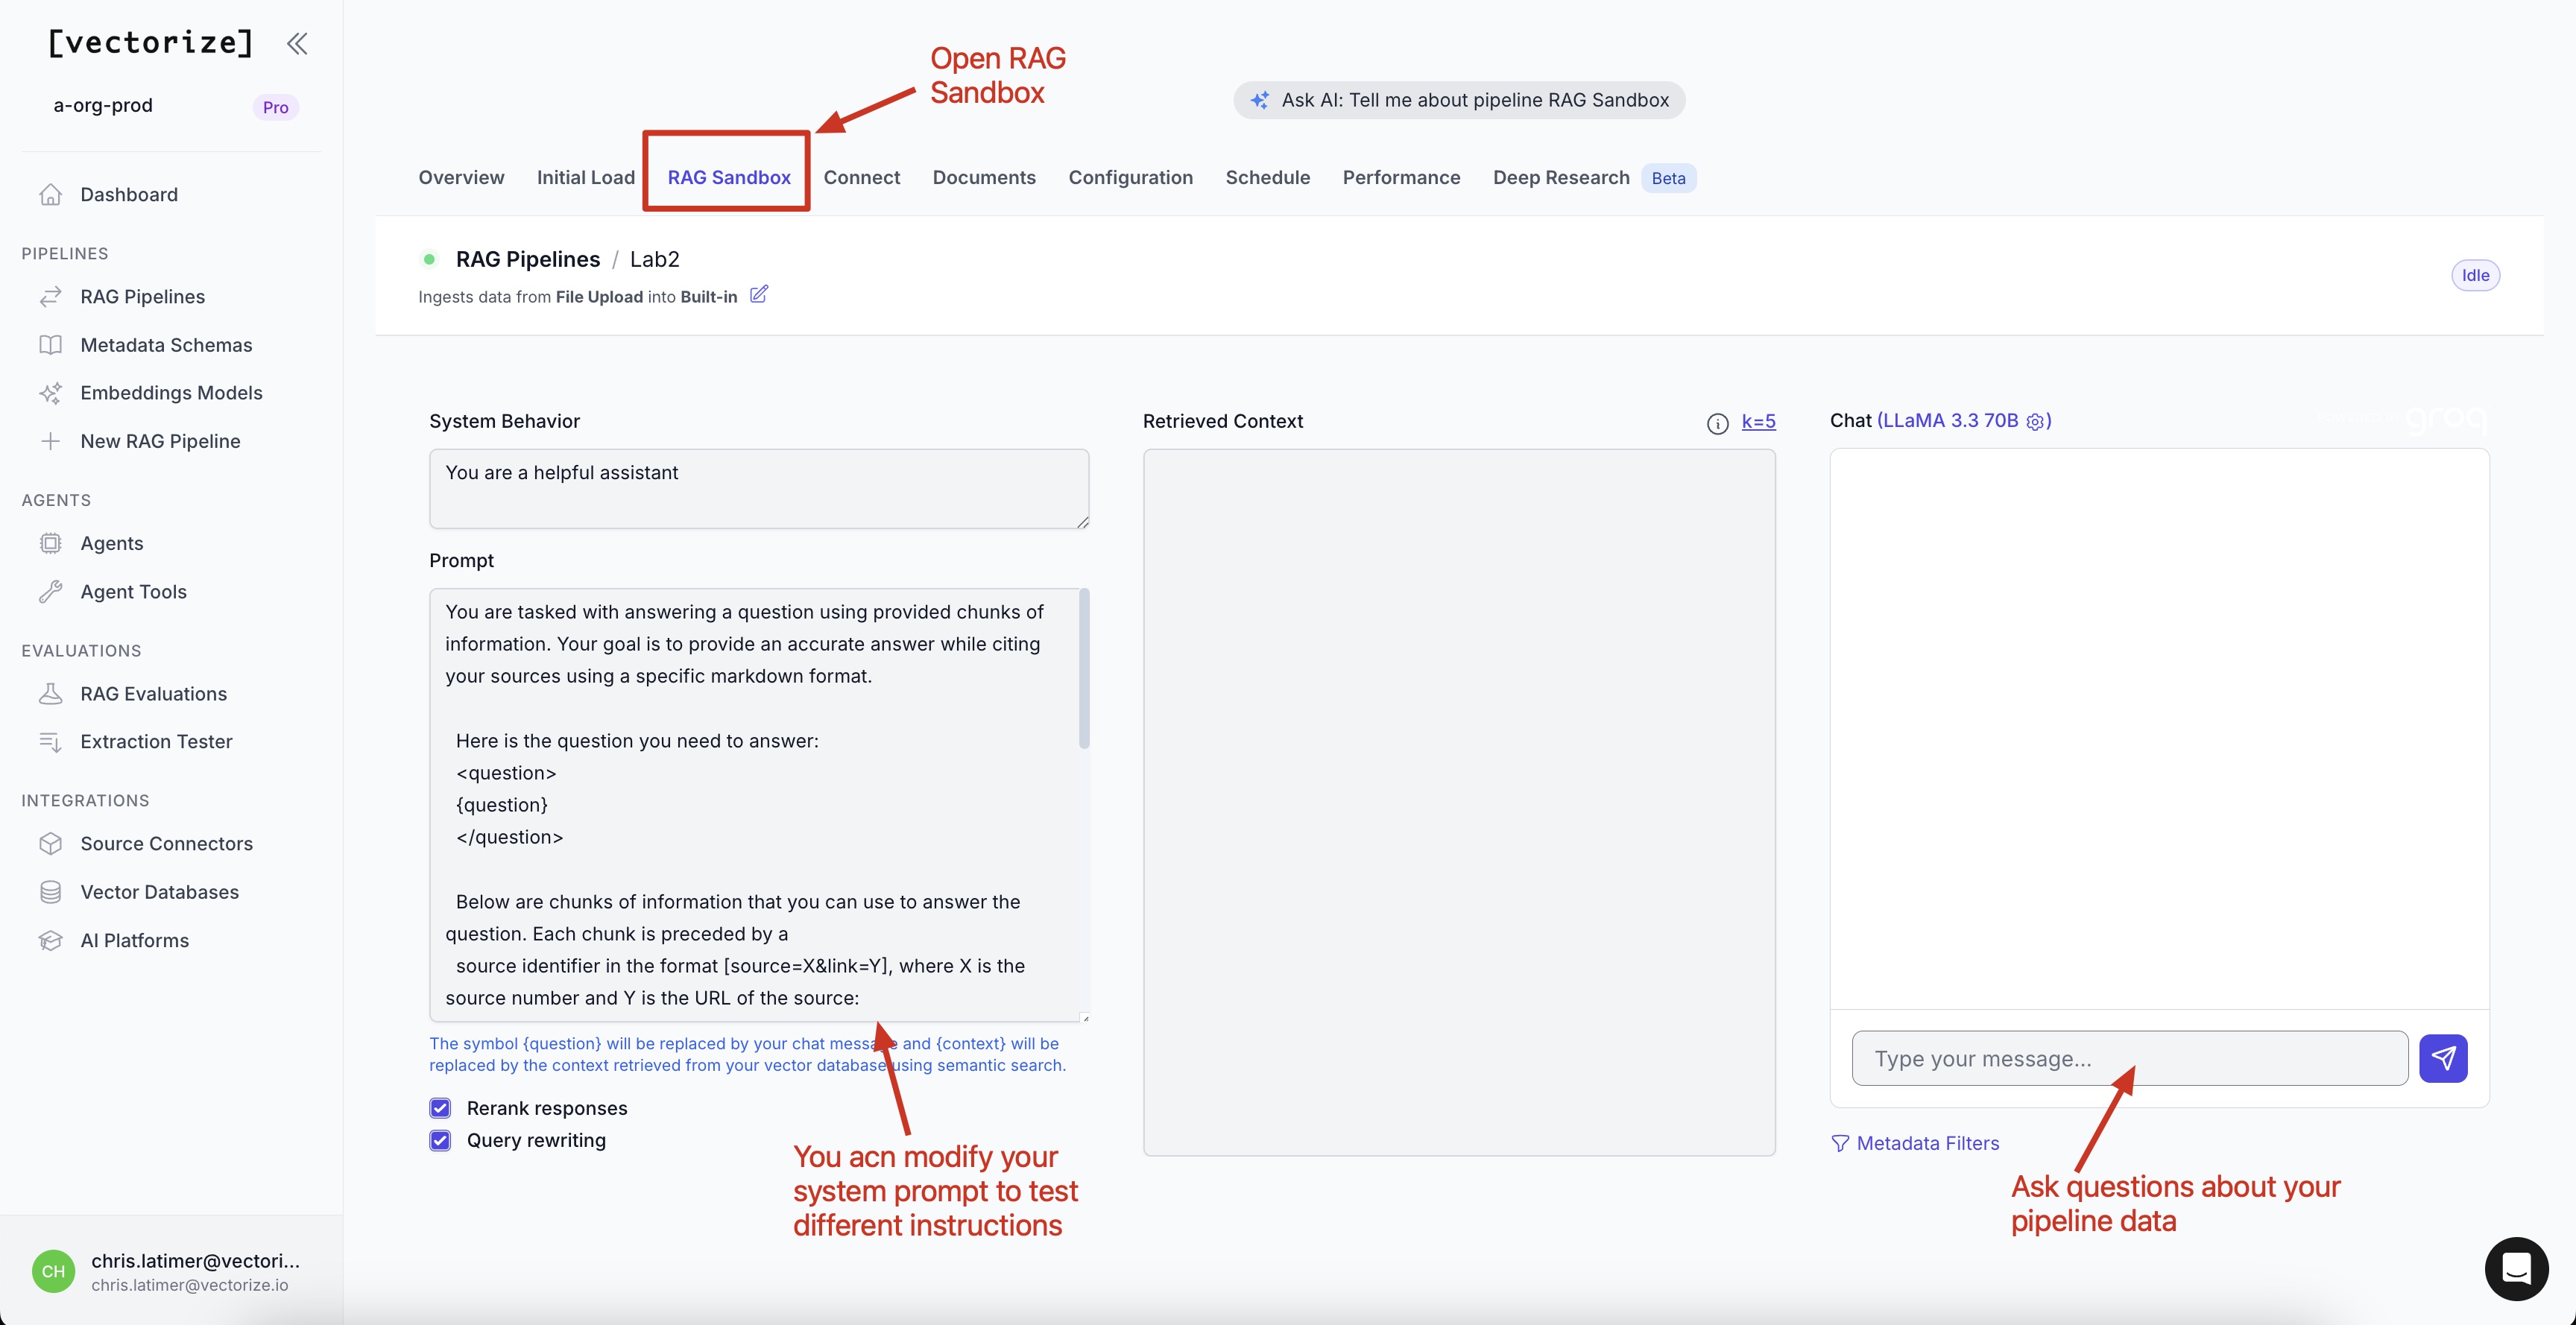 [vectorize]
a-org-prod
Pro
Dashboard
PIPELINES
RAG Pipelines
Metadata Schemas
Embeddings Models
New RAG Pipeline
AGENTS
Agents
Agent Tools
EVALUATIONS
RAG Evaluations
Extraction Tester
INTEGRATIONS
Source Connectors
Vector Databases
AI Platforms
CH
chris.latimer@vectori...
chris.latimer@vectorize.io
Open RAG
Sandbox
Ask AI: Tell me about pipeline RAG Sandbox
Overview Initial Load RAG Sandbox Connect Documents Configuration Schedule Performance Deep Research Beta
RAG Pipelines / Lab2
Ingests data from File Upload into Built-in
Idle
System Behavior
You are a helpful assistant
Prompt
You are tasked with answering a question using provided chunks of
information. Your goal is to provide an accurate answer while citing
your sources using a specific markdown format.
Here is the question you need to answer:
<question>
{question}
</question>
Below are chunks of information that you can use to answer the
question. Each chunk is preceded by a
source identifier in the format [source=X&link=Y], where X is the
source number and Y is the URL of the source:
The symbol {question} will be replaced by your chat message and {context} will be
replaced by the context retrieved from your vector database using semantic search.
Rerank responses
Query rewriting
You acn modify your
system prompt to test
different instructions
Retrieved Context
k=5
Chat (LLaMA 3.3 70B)
groq
Type your message...
Metadata Filters
Ask questions about your
pipeline data